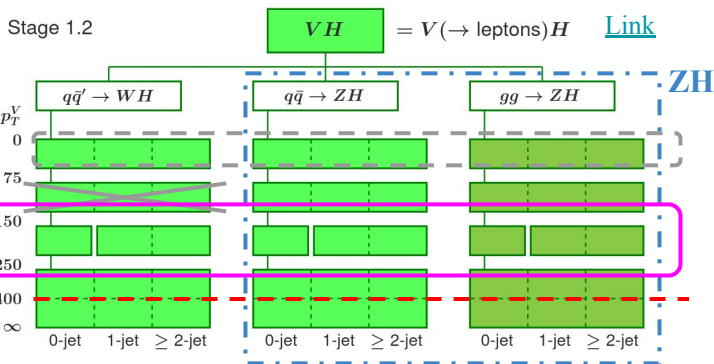 Stage 1.2
VH = V(→ leptons)H
Link
ZH
qq̄′ → WH
qq̄ → ZH
gg → ZH
p_T^V
0
75
150
250
400
∞
0-jet 1-jet ≥ 2-jet
0-jet 1-jet ≥ 2-jet
0-jet 1-jet ≥ 2-jet